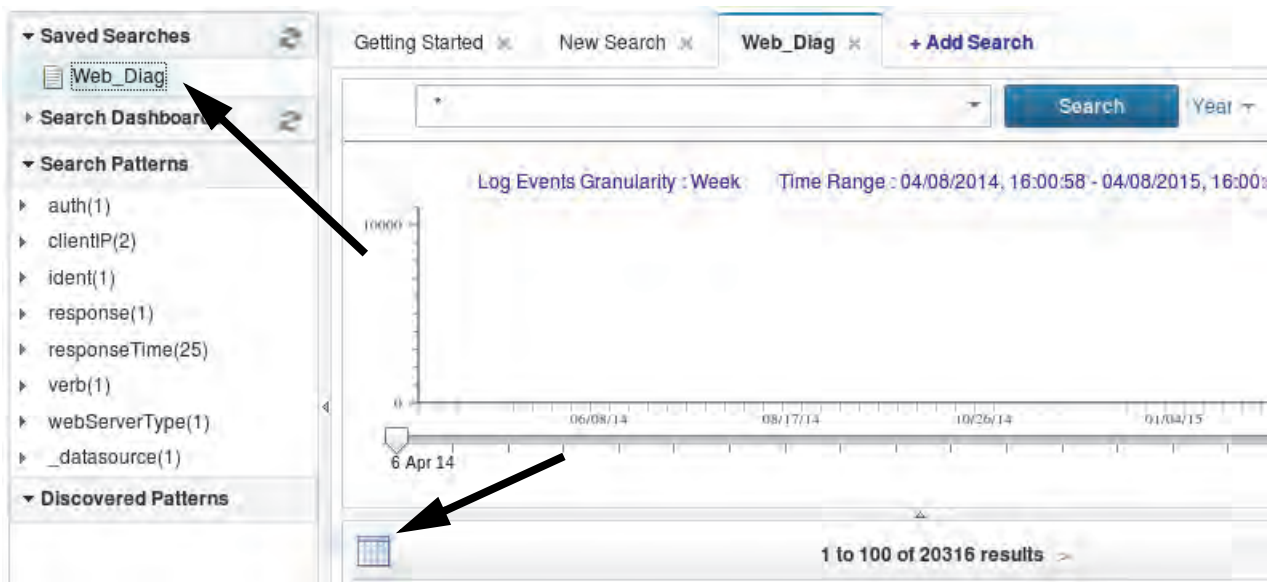 Saved Searches
Web_Diag
Search Patterns
auth(1)
clientIP(2)
ident(1)
response(1)
responseTime(25)
verb(1)
webServerType(1)
_datasource(1)
Discovered Patterns
Getting Started New Search Web_Diag + Add Search
* Search Year
Log Events Granularity : Week Time Range : 04/08/2014, 16:00:58 - 04/08/2015, 16:00:
10000
0
06/08/14 08/17/14 10/26/14 01/04/15
6 Apr 14
1 to 100 of 20316 results >
Search